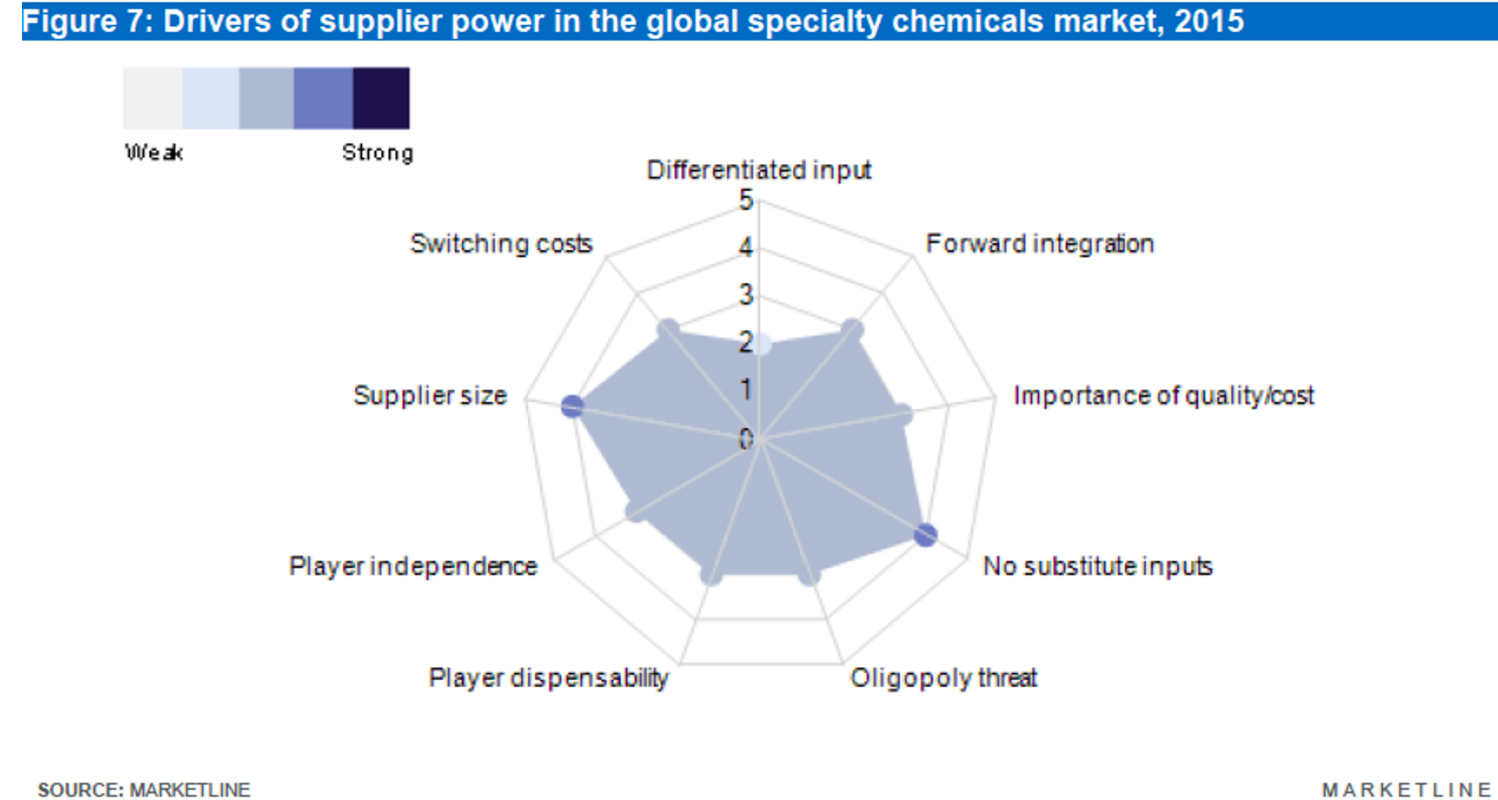 Figure 7: Drivers of supplier power in the global specialty chemicals market, 2015
Weak Strong
Differentiated input
5
Switching costs
Forward integration
4
3
2
1
Supplier size
Importance of quality/cost
0
Player independence
No substitute inputs
Player dispensability
Oligopoly threat
SOURCE: MARKETLINE
MARKETLINE